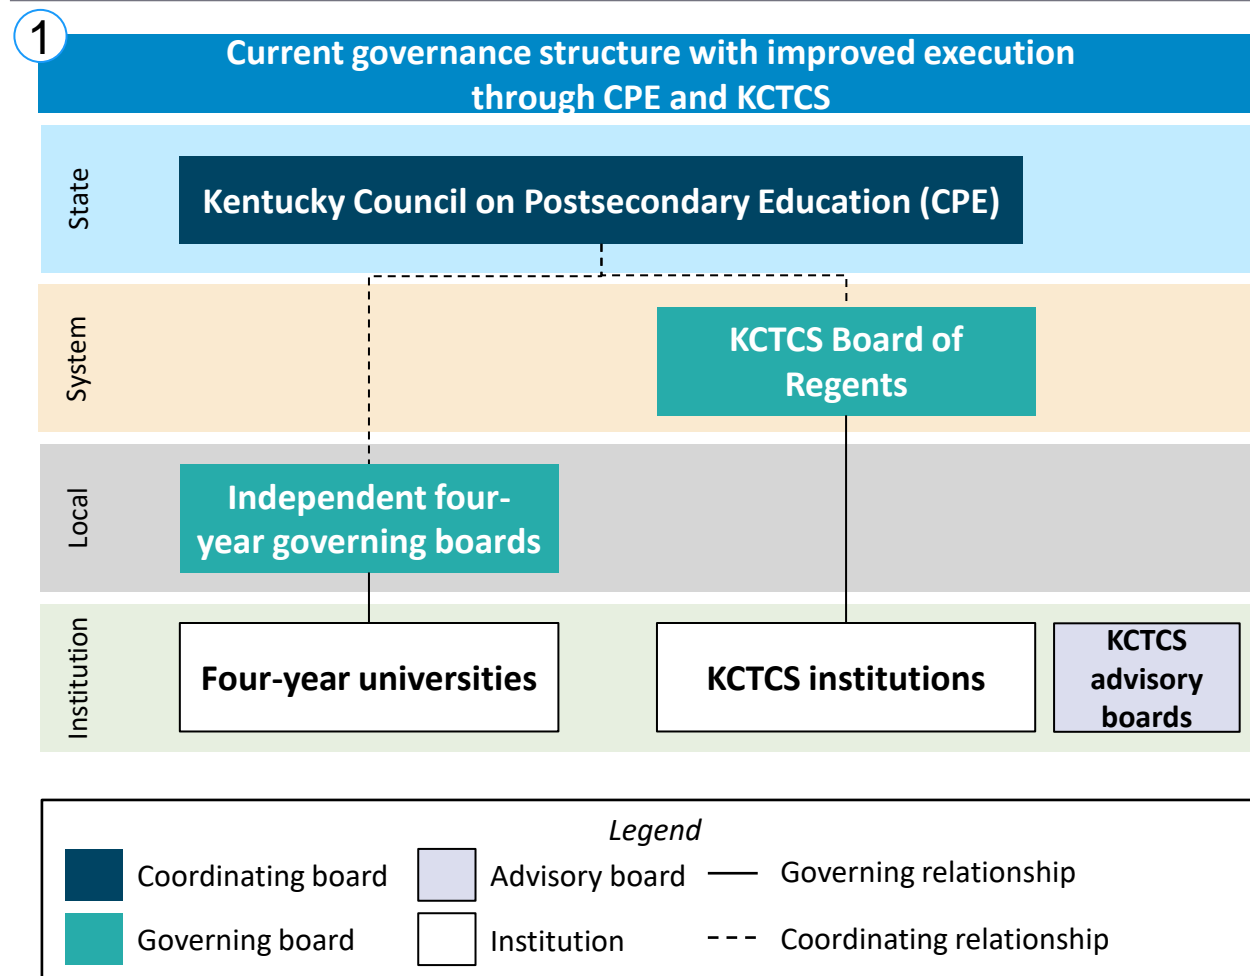 1
Current governance structure with improved execution
through CPE and KCTCS
State
Kentucky Council on Postsecondary Education (CPE)
System
KCTCS Board of
Regents
Local
Independent four-
year governing boards
Institution
Four-year universities
KCTCS institutions
KCTCS
advisory
boards
Legend
Coordinating board
Advisory board
Governing relationship
Governing board
Institution
Coordinating relationship